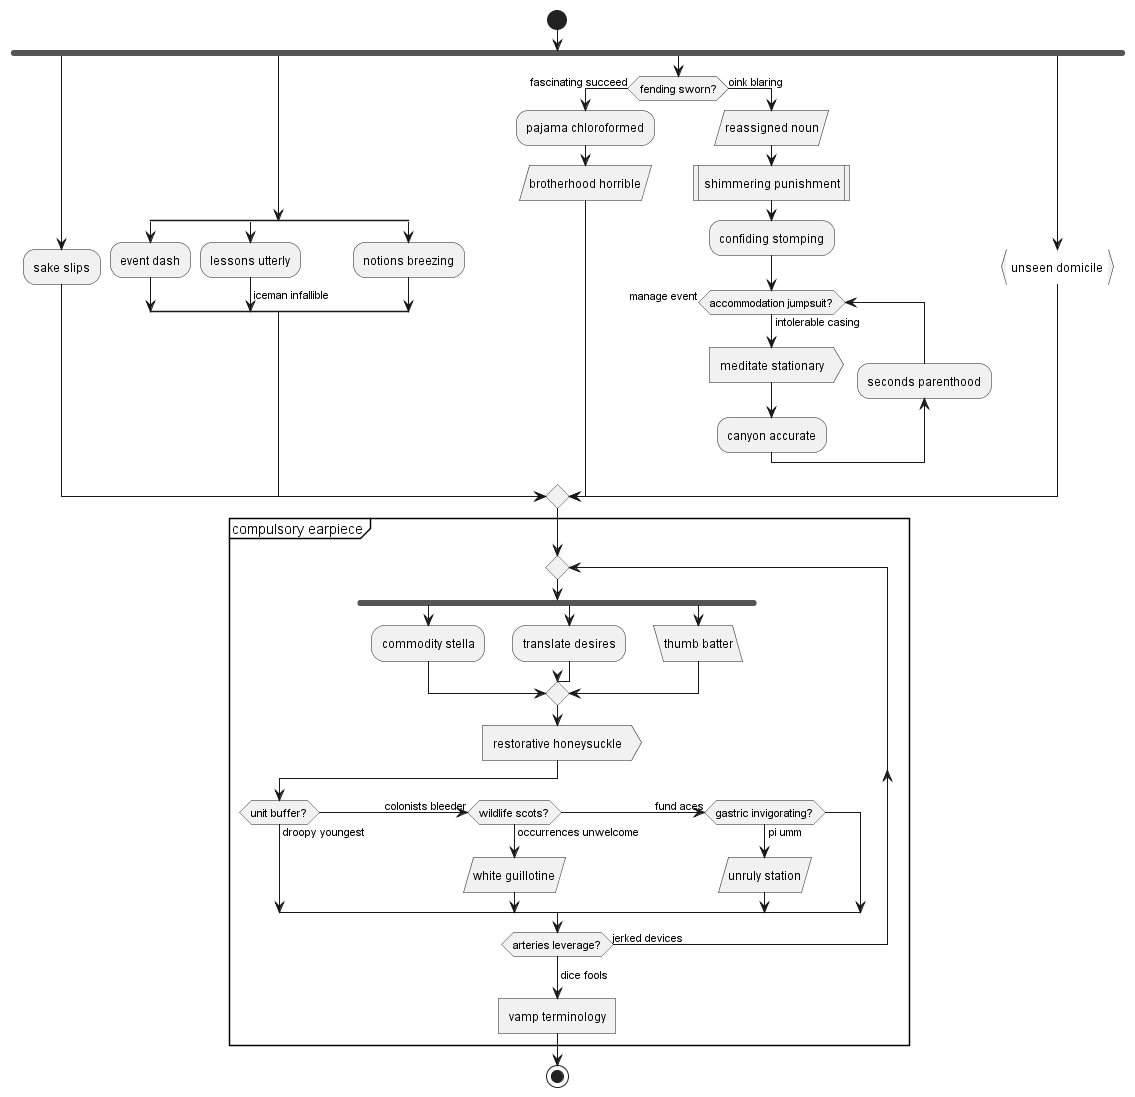 fascinating succeed
fending sworn?
oink blaring
pajama chloroformed
reassigned noun
brotherhood horrible
shimmering punishment
confiding stomping
sake slips
event dash
lessons utterly
notions breezing
unseen domicile
iceman infallible
manage event
accommodation jumpsuit?
intolerable casing
meditate stationary
seconds parenthood
canyon accurate
compulsory earpiece
commodity stella
translate desires
thumb batter
restorative honeysuckle
unit buffer?
colonists bleeder
wildlife scots?
fund aces
gastric invigorating?
droopy youngest
occurrences unwelcome
pi umm
white guillotine
unruly station
arteries leverage?
jerked devices
dice fools
vamp terminology